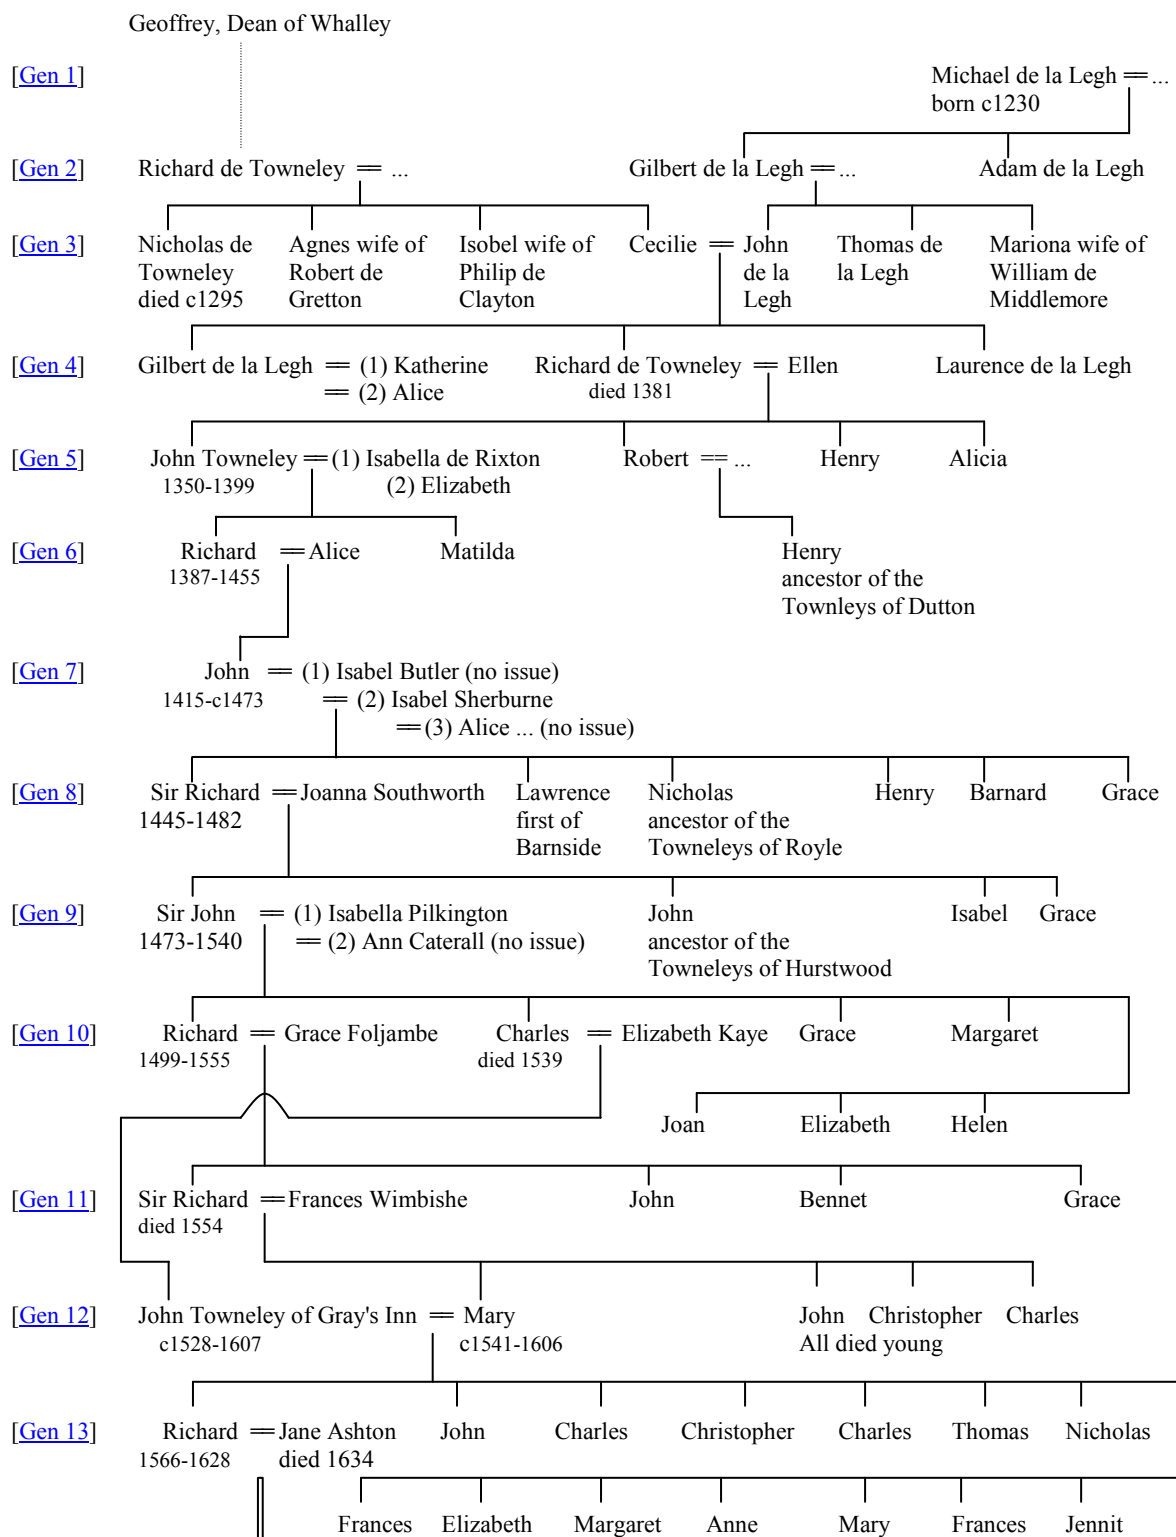 Geoffrey, Dean of Whalley
[Gen 1] Michael de la Legh == ...
born c1230
[Gen 2] Richard de Towneley == ... Gilbert de la Legh == ... Adam de la Legh
[Gen 3] Nicholas de Agnes wife of Isobel wife of Cecilie == John Thomas de Mariona wife of
Towneley Robert de Philip de de la la Legh William de
died c1295 Gretton Clayton Legh Middlemore
[Gen 4] Gilbert de la Legh == (1) Katherine Richard de Towneley == Ellen Laurence de la Legh
== (2) Alice died 1381
[Gen 5] John Towneley == (1) Isabella de Rixton Robert == ... Henry Alicia
1350-1399 (2) Elizabeth
[Gen 6] Richard == Alice Matilda Henry
1387-1455 ancestor of the
Townleys of Dutton
[Gen 7] John == (1) Isabel Butler (no issue)
1415-c1473 == (2) Isabel Sherburne
== (3) Alice ... (no issue)
[Gen 8] Sir Richard == Joanna Southworth Lawrence Nicholas Henry Barnard Grace
1445-1482 first of ancestor of the
Barnside Towneleys of Royle
[Gen 9] Sir John == (1) Isabella Pilkington John Isabel Grace
1473-1540 == (2) Ann Caterall (no issue) ancestor of the
Towneleys of Hurstwood
[Gen 10] Richard == Grace Foljambe Charles == Elizabeth Kaye Grace Margaret
1499-1555 died 1539
Joan Elizabeth Helen
[Gen 11] Sir Richard == Frances Wimbishe John Bennet Grace
died 1554
[Gen 12] John Towneley of Gray's Inn == Mary John Christopher Charles
c1528-1607 c1541-1606 All died young
[Gen 13] Richard == Jane Ashton John Charles Christopher Charles Thomas Nicholas
1566-1628 died 1634
Frances Elizabeth Margaret Anne Mary Frances Jennit